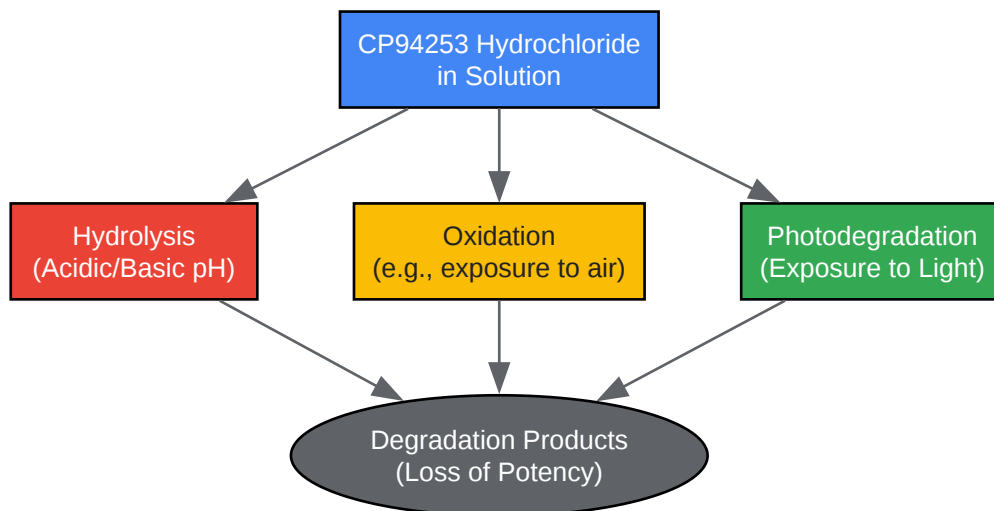 CP94253 Hydrochloride
in Solution
Hydrolysis
(Acidic/Basic pH)
Oxidation
(e.g., exposure to air)
Photodegradation
(Exposure to Light)
Degradation Products
(Loss of Potency)